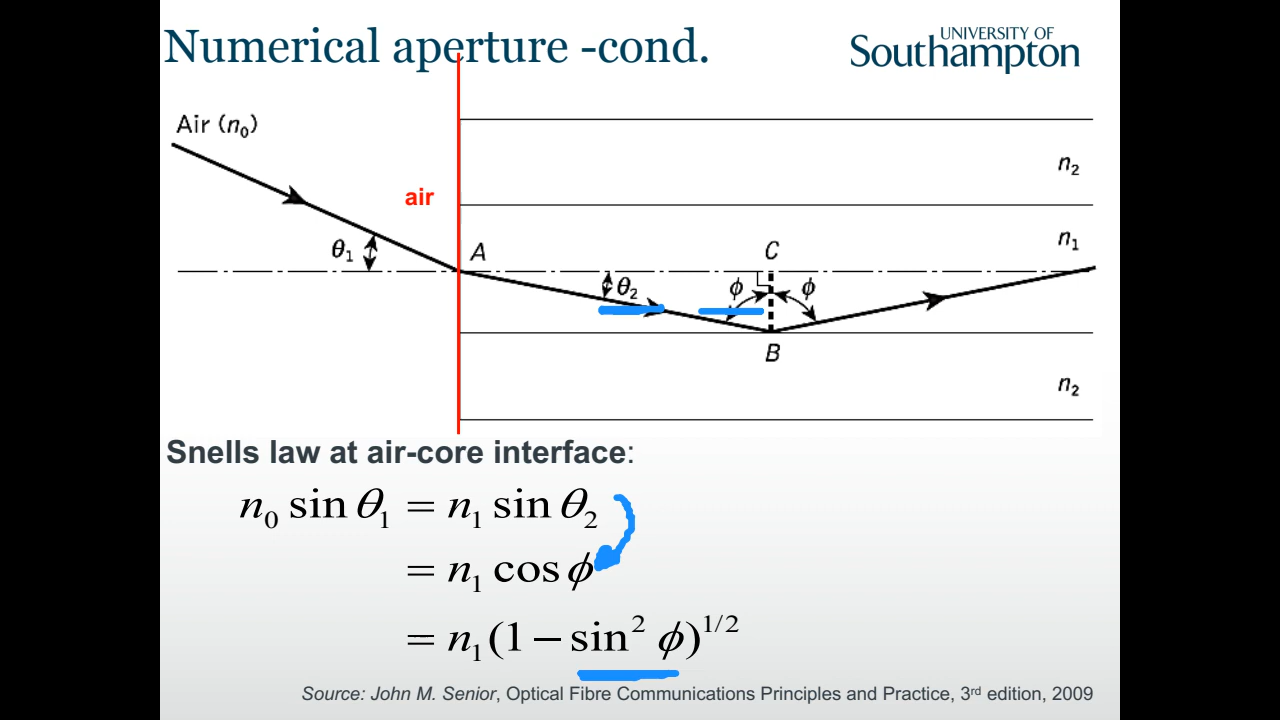 Numerical aperture -cond.
UNIVERSITY OF
Southampton
Air (n₀)
n₂
air
n₁
θ₁
A
C
θ₂
ϕ
ϕ
B
n₂
Snells law at air-core interface:
n₀ sin θ₁ = n₁ sin θ₂
= n₁ cos ϕ
= n₁(1 − sin² ϕ)^1/2
Source: John M. Senior, Optical Fibre Communications Principles and Practice, 3rd edition, 2009